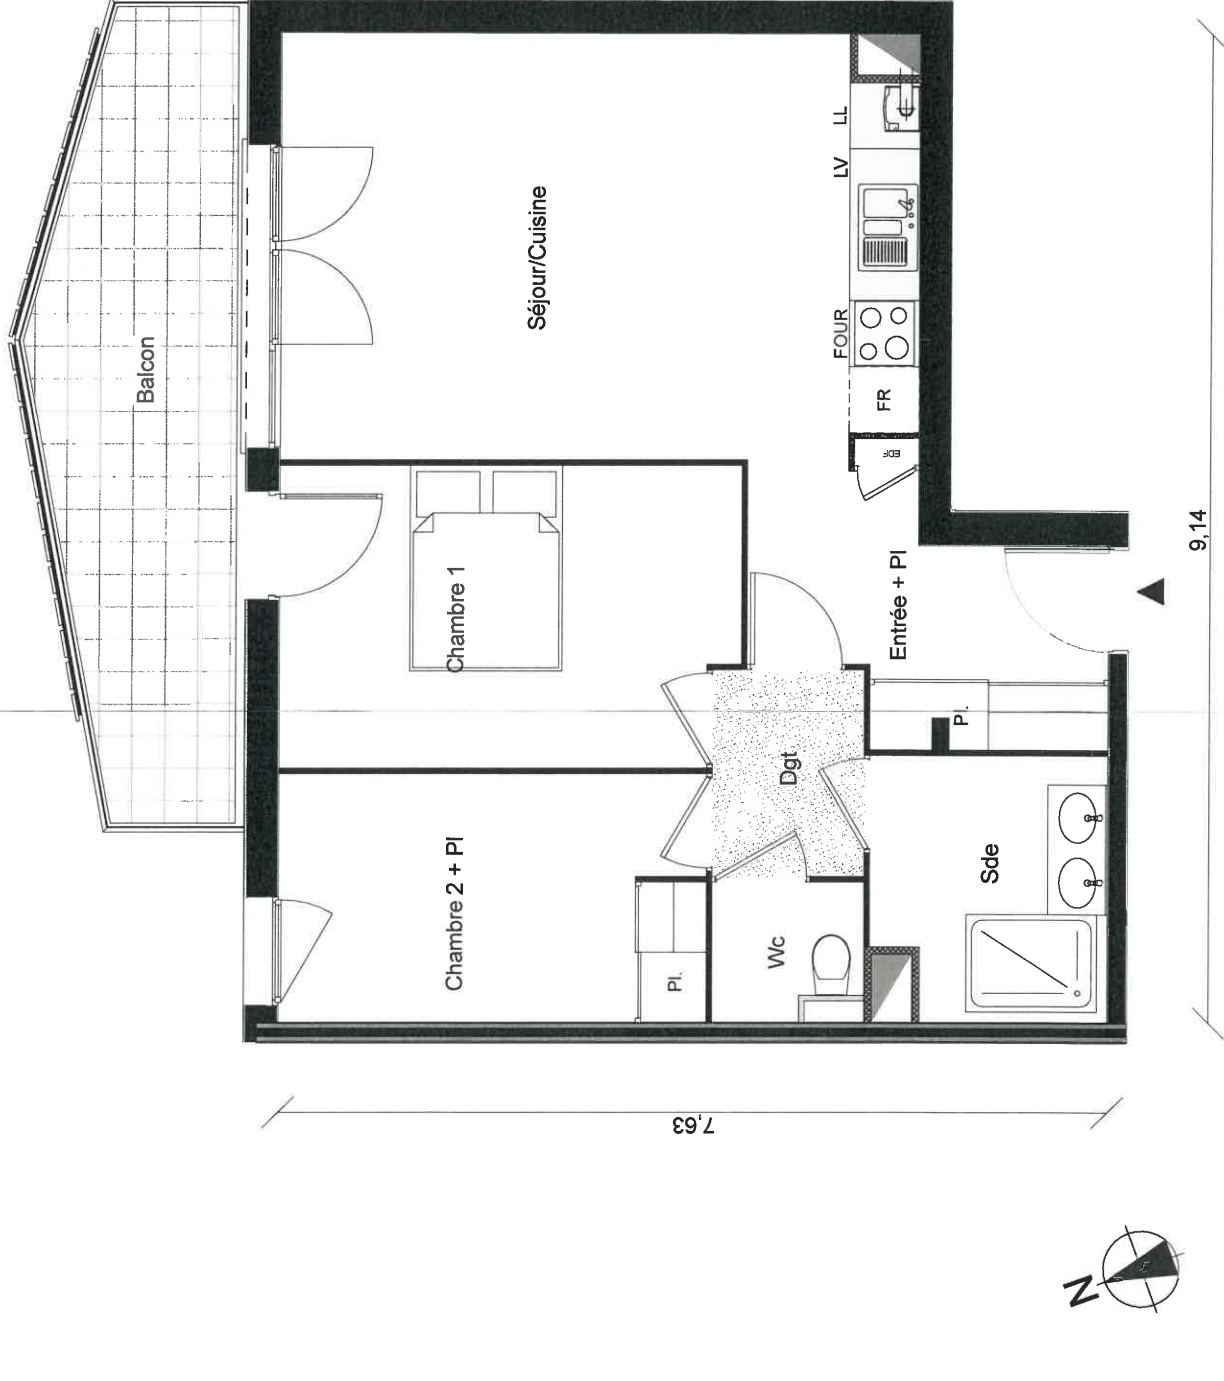 Balcon
Séjour/Cuisine
LL
LV
FOUR
FR
EDF
Chambre 1
Entrée + Pl
Pl.
Dgt
Chambre 2 + Pl
Pl.
Wc
Sde
9,14
7,63
N